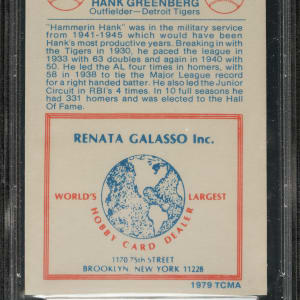 HANK GREENBERG
Outfielder—Detroit Tigers
"Hammerin Hank" was in the military service
from 1941-1945 which would have been
Hank's most productive years. Breaking in with
the Tigers in 1930, he paced the league in
1933 with 63 doubles and again in 1940 with
50. He led the AL four times in homers, with
58 in 1938 to tie the Major League record
for a right handed batter. He also led the Junior
Circuit in RBI's 4 times. In 10 full seasons he
had 331 homers and was elected to the Hall
Of Fame.
RENATA GALASSO Inc.
WORLD'S LARGEST
HOBBY CARD DEALER
1170 75th STREET
BROOKLYN, NEW YORK 11228
1979 TCMA